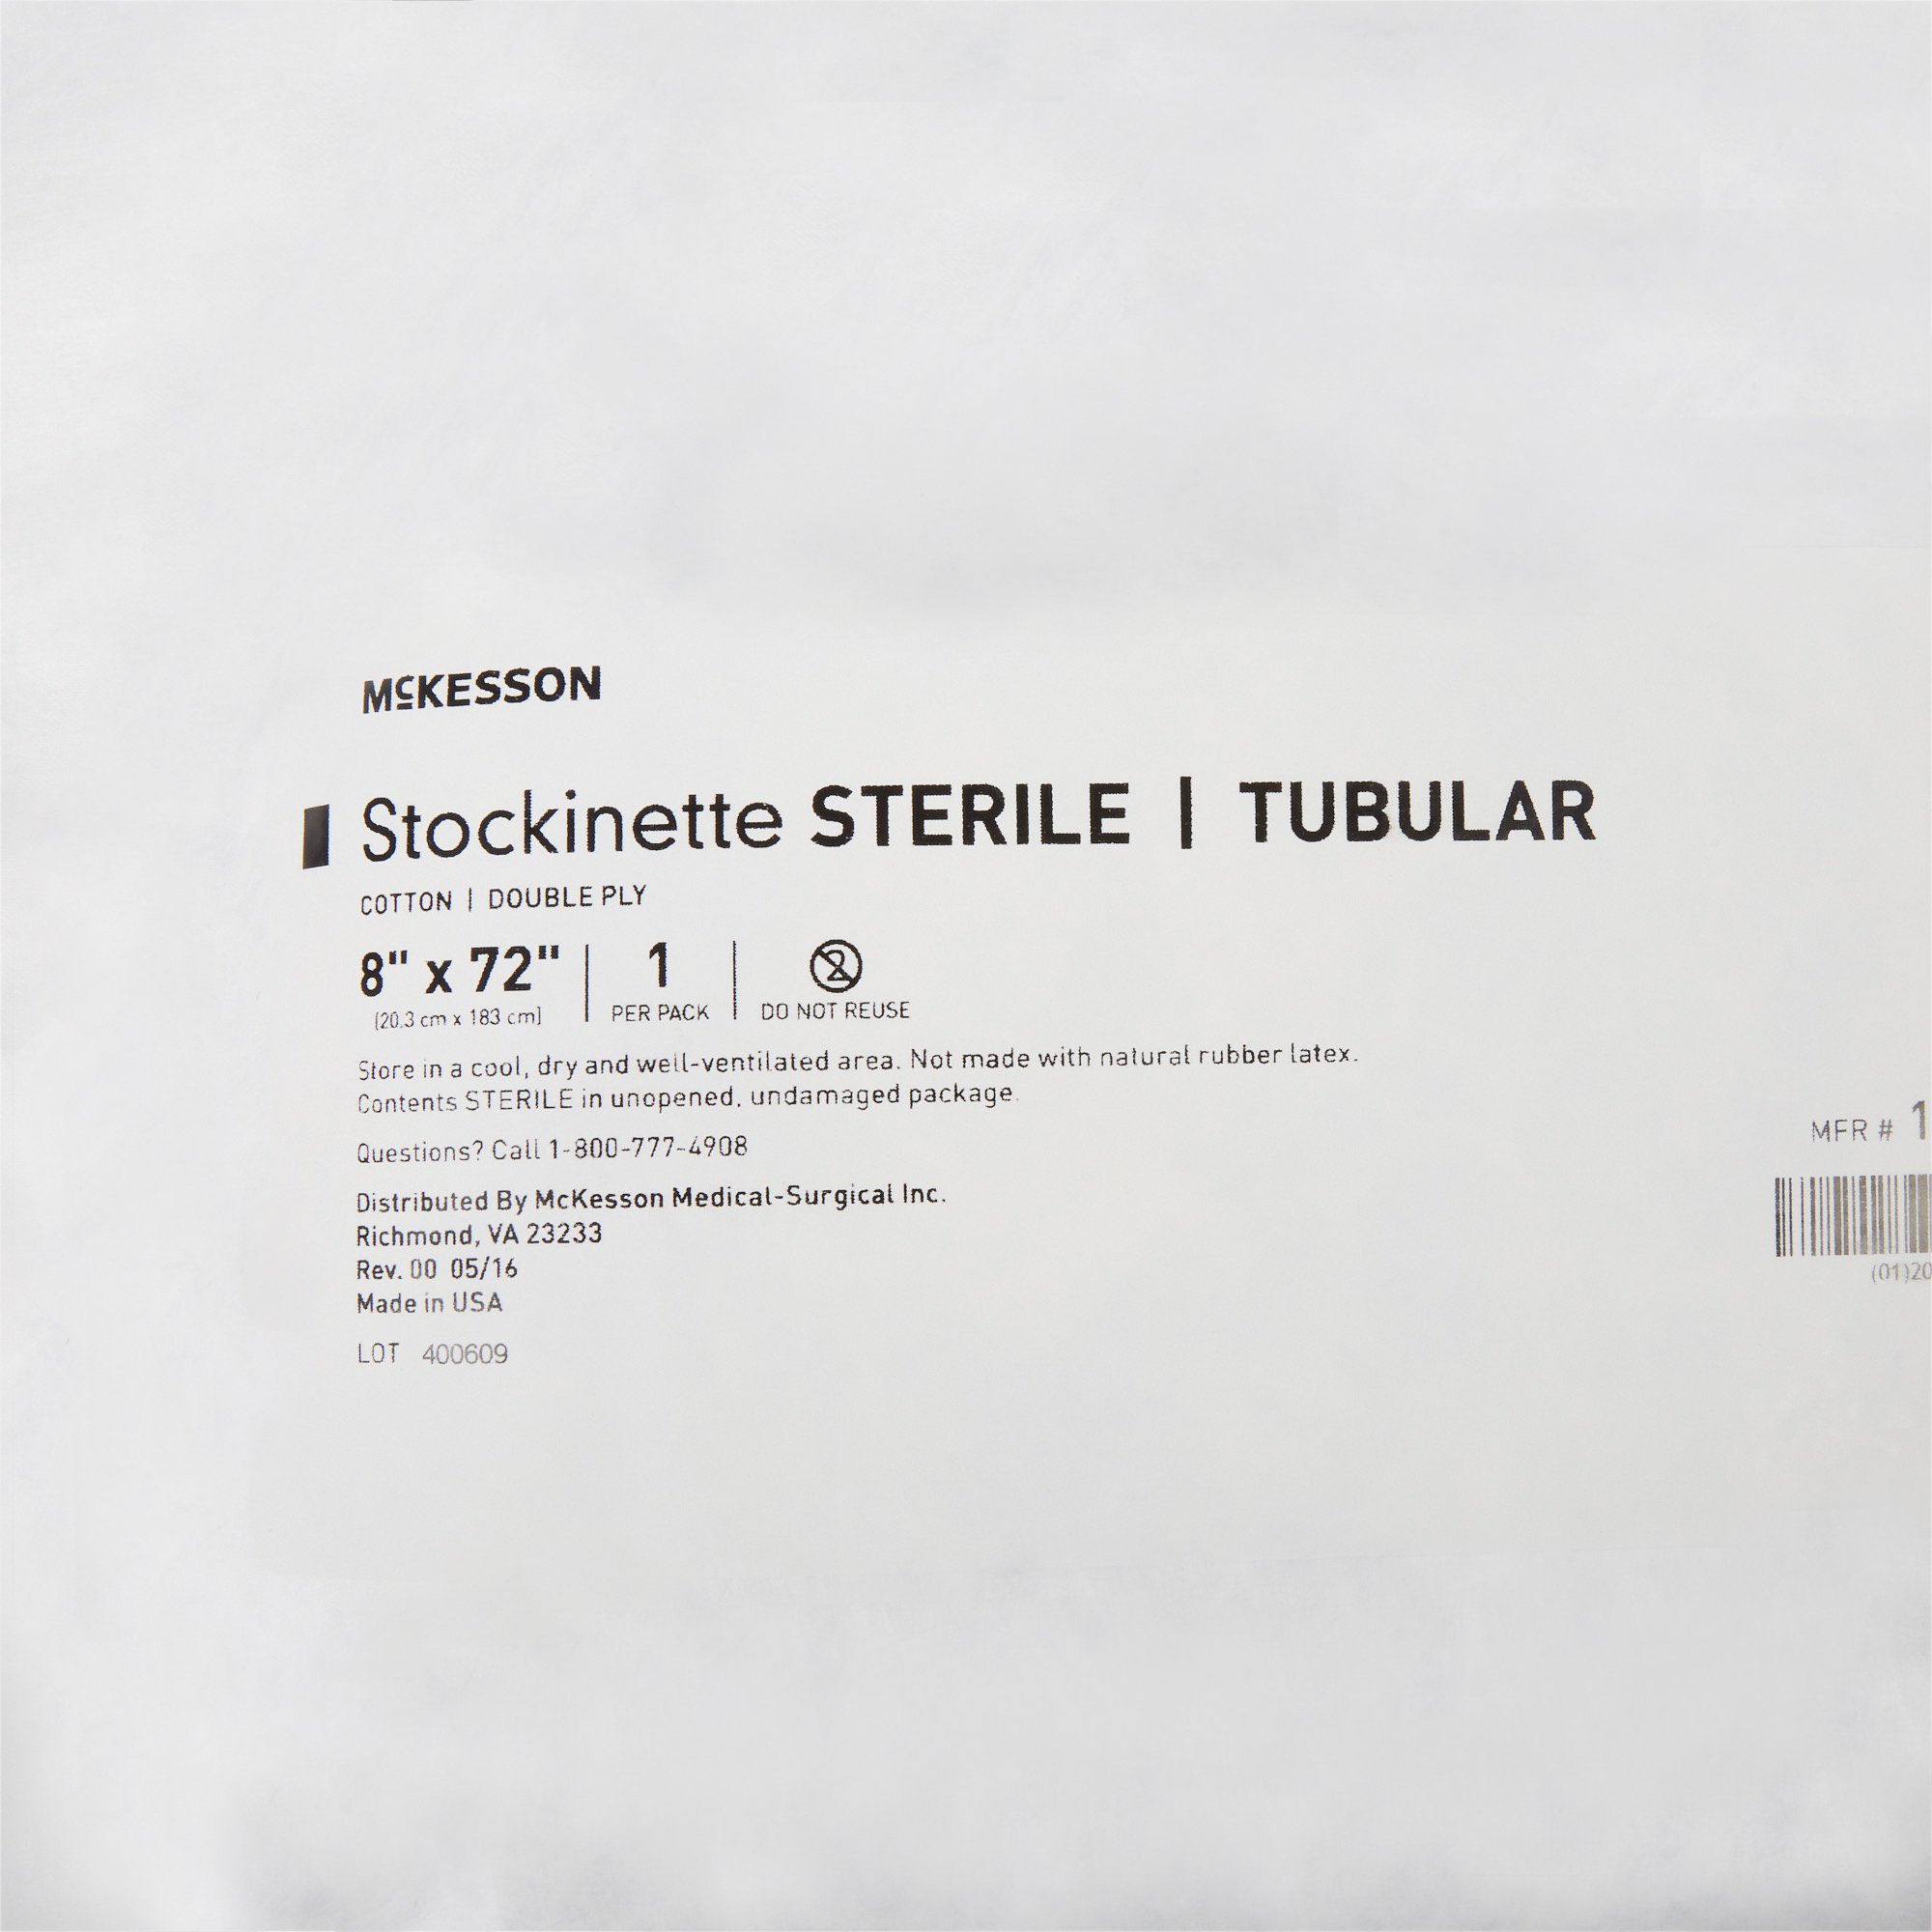 McKESSON
Stockinette STERILE | TUBULAR
COTTON | DOUBLE PLY
8" x 72"
(20.3 cm x 183 cm)
1
PER PACK
2
DO NOT REUSE
Store in a cool, dry and well-ventilated area. Not made with natural rubber latex.
Contents STERILE in unopened, undamaged package.
Questions? Call 1-800-777-4908
Distributed By McKesson Medical-Surgical Inc.
Richmond, VA 23233
Rev. 00 05/16
Made in USA
LOT 400609
MFR # 1
(01)20